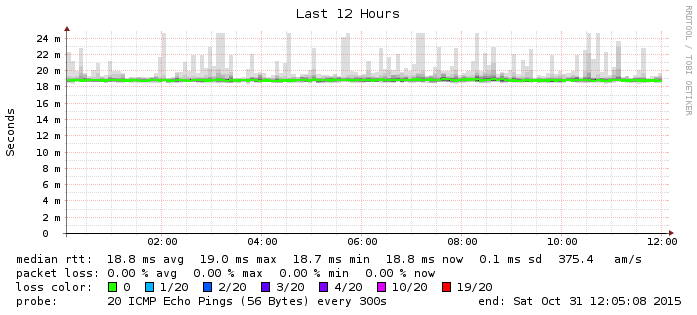 Last 12 Hours
RRDTOOL / TOBI OETIKER
Seconds
24 m
22 m
20 m
18 m
16 m
14 m
12 m
10 m
8 m
6 m
4 m
2 m
0
02:00 04:00 06:00 08:00 10:00 12:00
median rtt: 18.8 ms avg 19.0 ms max 18.7 ms min 18.8 ms now 0.1 ms sd 375.4 am/s
packet loss: 0.00 % avg 0.00 % max 0.00 % min 0.00 % now
loss color: 0 1/20 2/20 3/20 4/20 10/20 19/20
probe: 20 ICMP Echo Pings (56 Bytes) every 300s end: Sat Oct 31 12:05:08 2015